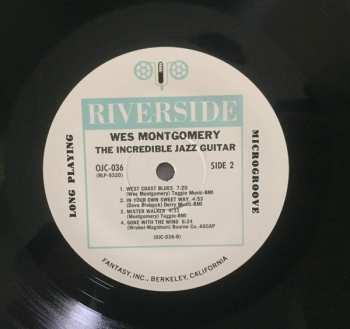 RIVERSIDE
WES MONTGOMERY
THE INCREDIBLE JAZZ GUITAR
OJC-036
(RLP-9320)
SIDE 2
LONG PLAYING
MICROGROOVE
1. WEST COAST BLUES 7:25
(Wes Montgomery) Taggie Music-BMI
2. IN YOUR OWN SWEET WAY 4:53
(Dave Brubeck) Derry Music-BMI
3. MISTER WALKER 4:33
(Montgomery) Taggie Music-BMI
4. GONE WITH THE WIND 6:24
(Wrubel-Magidson) Bourne Co.-ASCAP
(OJC-036-B)
FANTASY, INC., BERKELEY, CALIFORNIA